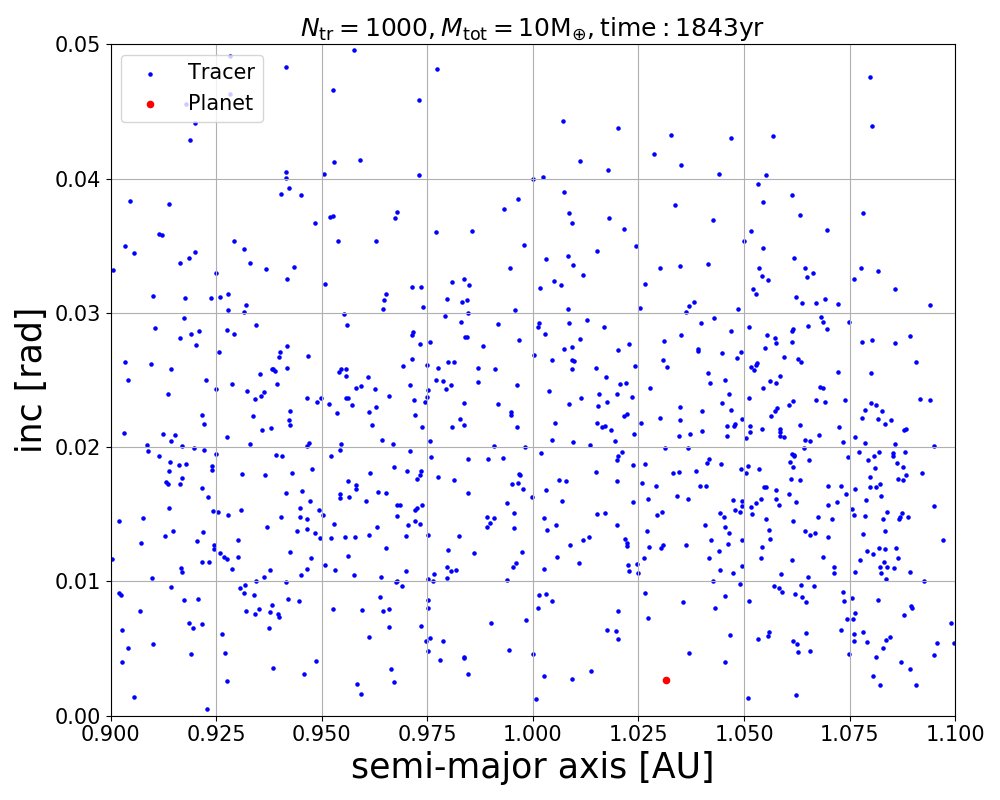 N_tr = 1000, M_tot = 10M_⊕, time : 1843yr
0.05
Tracer
Planet
0.04
0.03
inc [rad]
0.02
0.01
0.00
0.900 0.925 0.950 0.975 1.000 1.025 1.050 1.075 1.100
semi-major axis [AU]